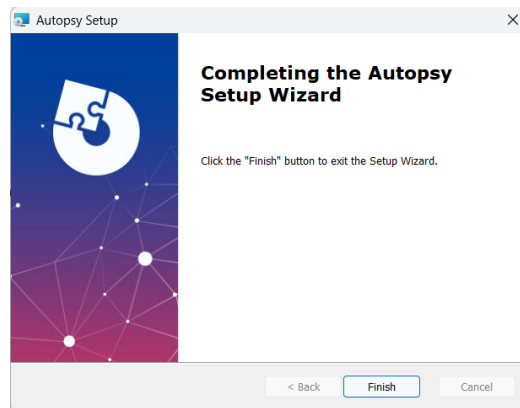 Autopsy Setup
Completing the Autopsy
Setup Wizard
Click the "Finish" button to exit the Setup Wizard.
< Back
Finish
Cancel